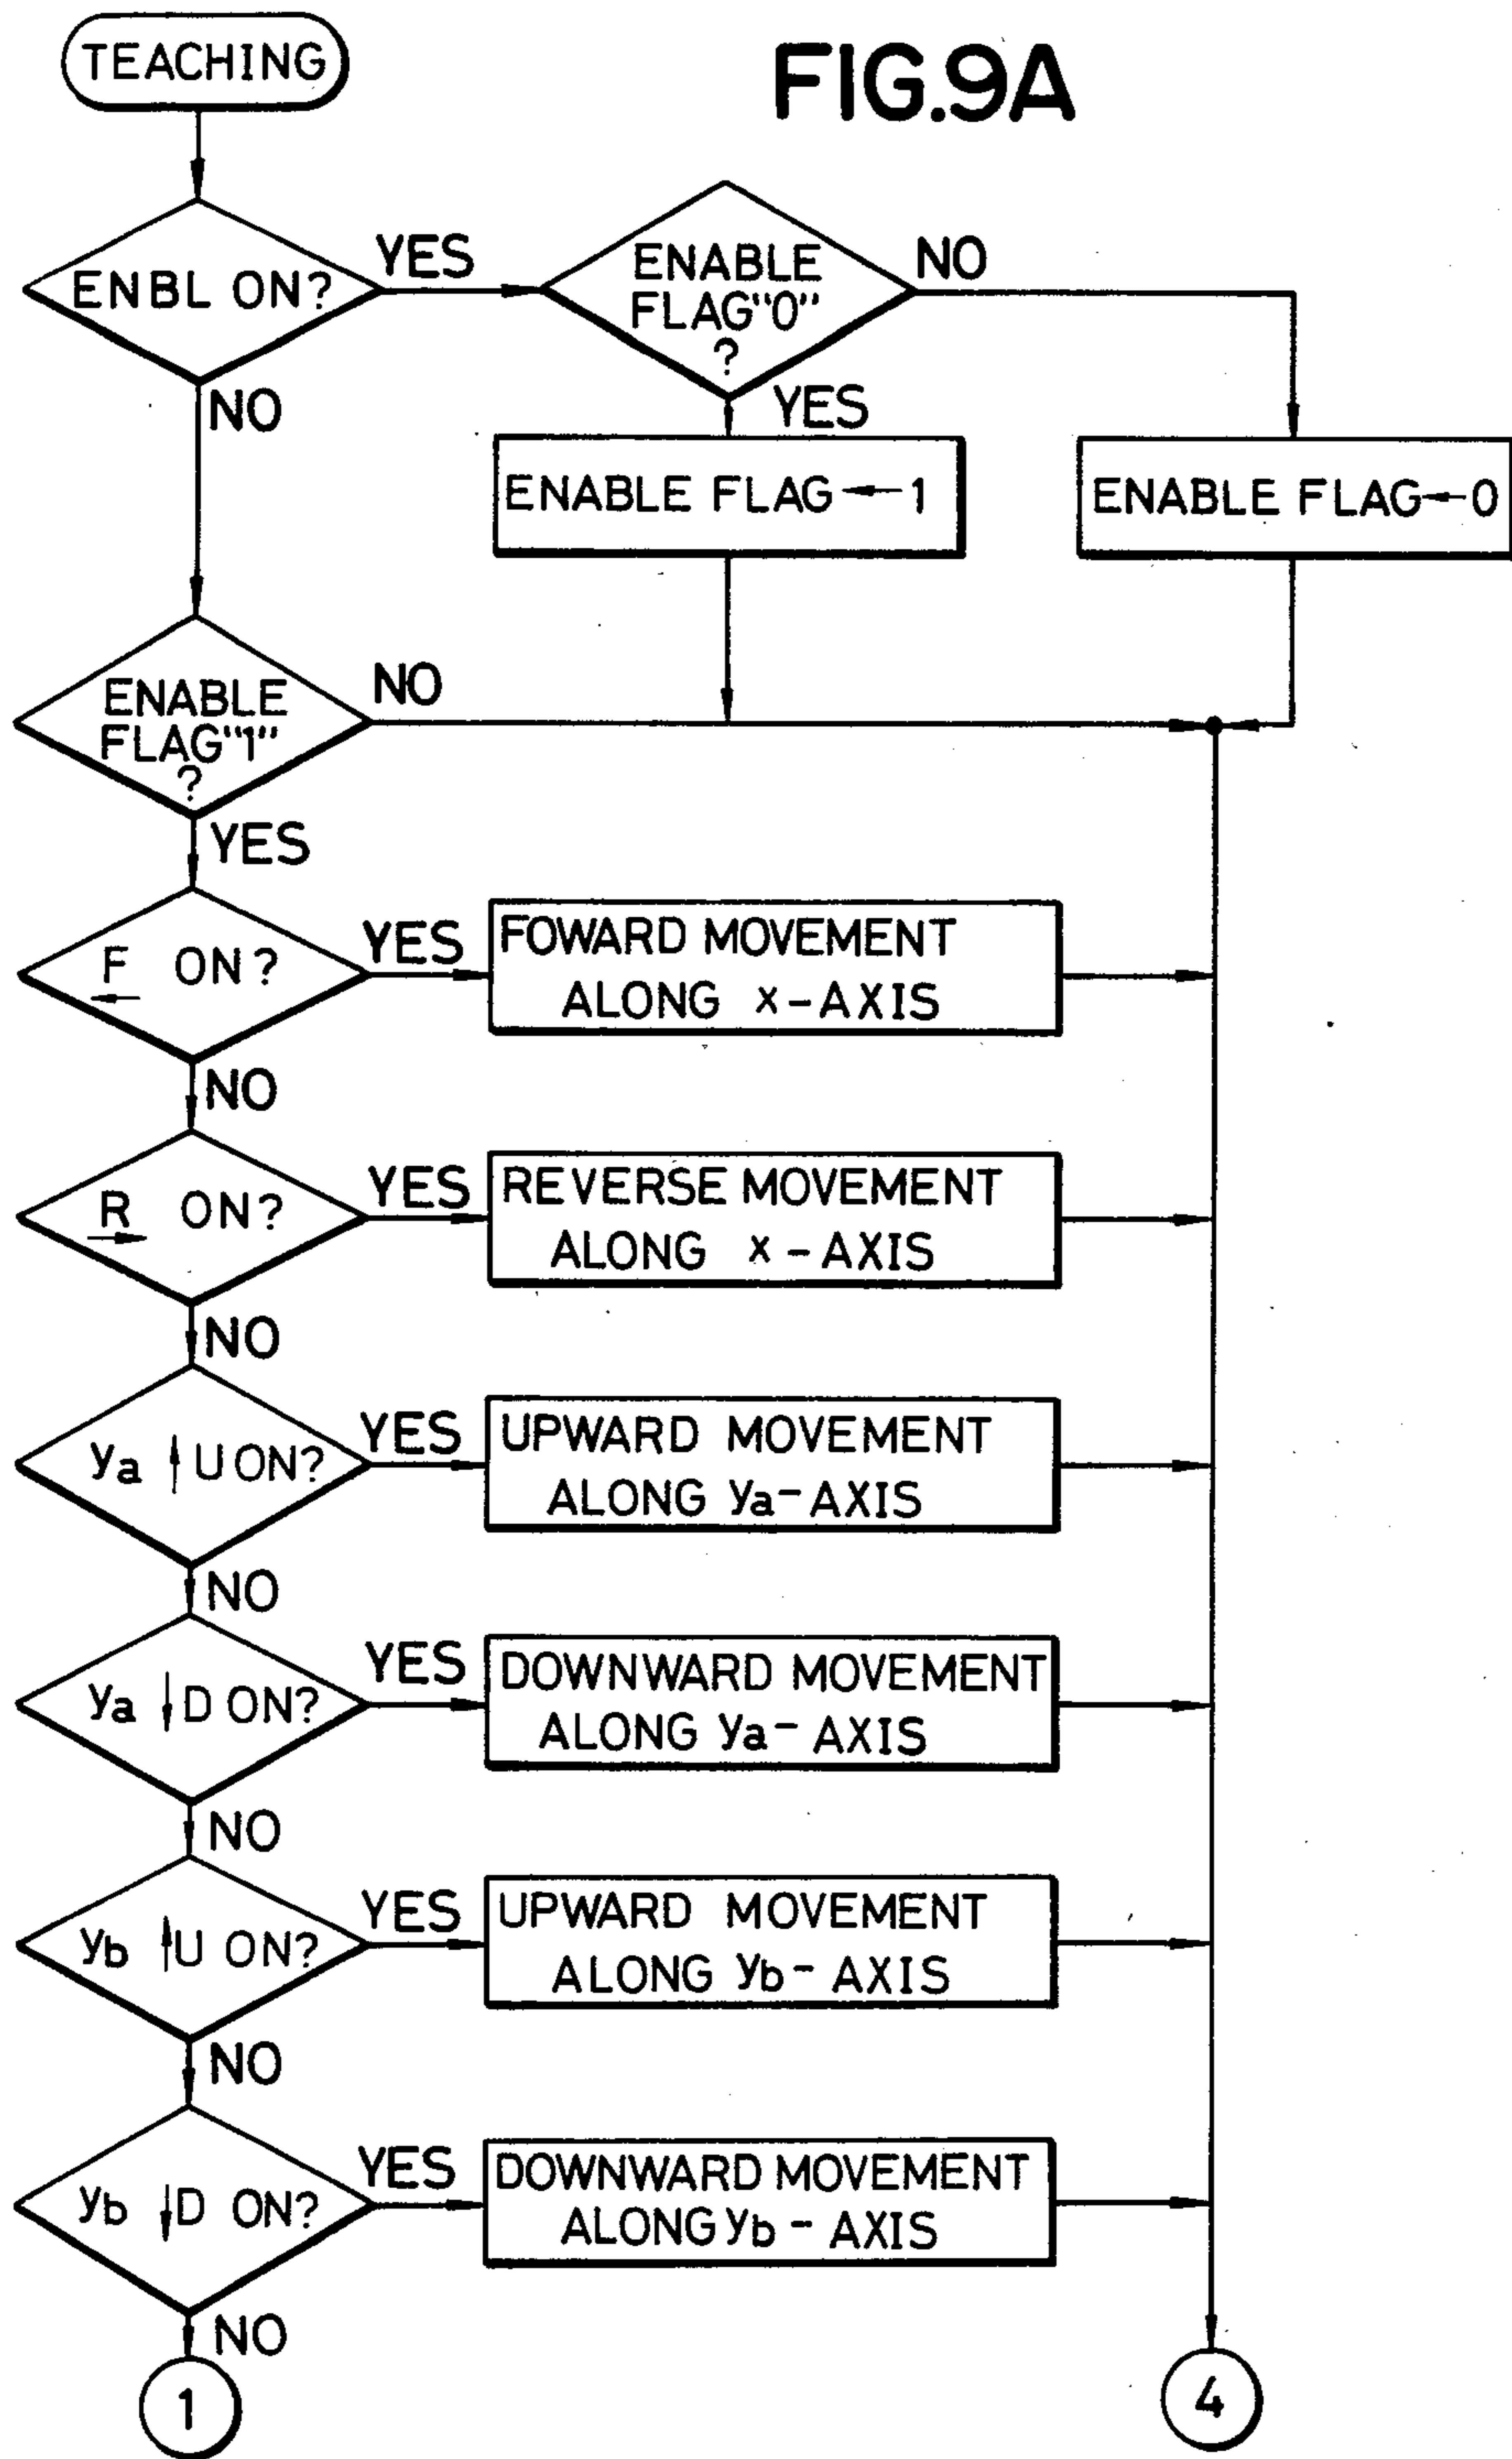 TEACHING
FIG.9A
ENBL ON?
YES
NO
ENABLE
FLAG"0"
?
NO
YES
ENABLE FLAG←1
ENABLE FLAG←0
ENABLE
FLAG"1"
?
NO
YES
F ON?
←
YES
FOWARD MOVEMENT
ALONG x-AXIS
NO
R ON?
→
YES
REVERSE MOVEMENT
ALONG x-AXIS
NO
ya ↑U ON?
YES
UPWARD MOVEMENT
ALONG ya-AXIS
NO
ya ↓D ON?
YES
DOWNWARD MOVEMENT
ALONG ya-AXIS
NO
yb ↑U ON?
YES
UPWARD MOVEMENT
ALONG yb-AXIS
NO
yb ↓D ON?
YES
DOWNWARD MOVEMENT
ALONG yb-AXIS
NO
1
4